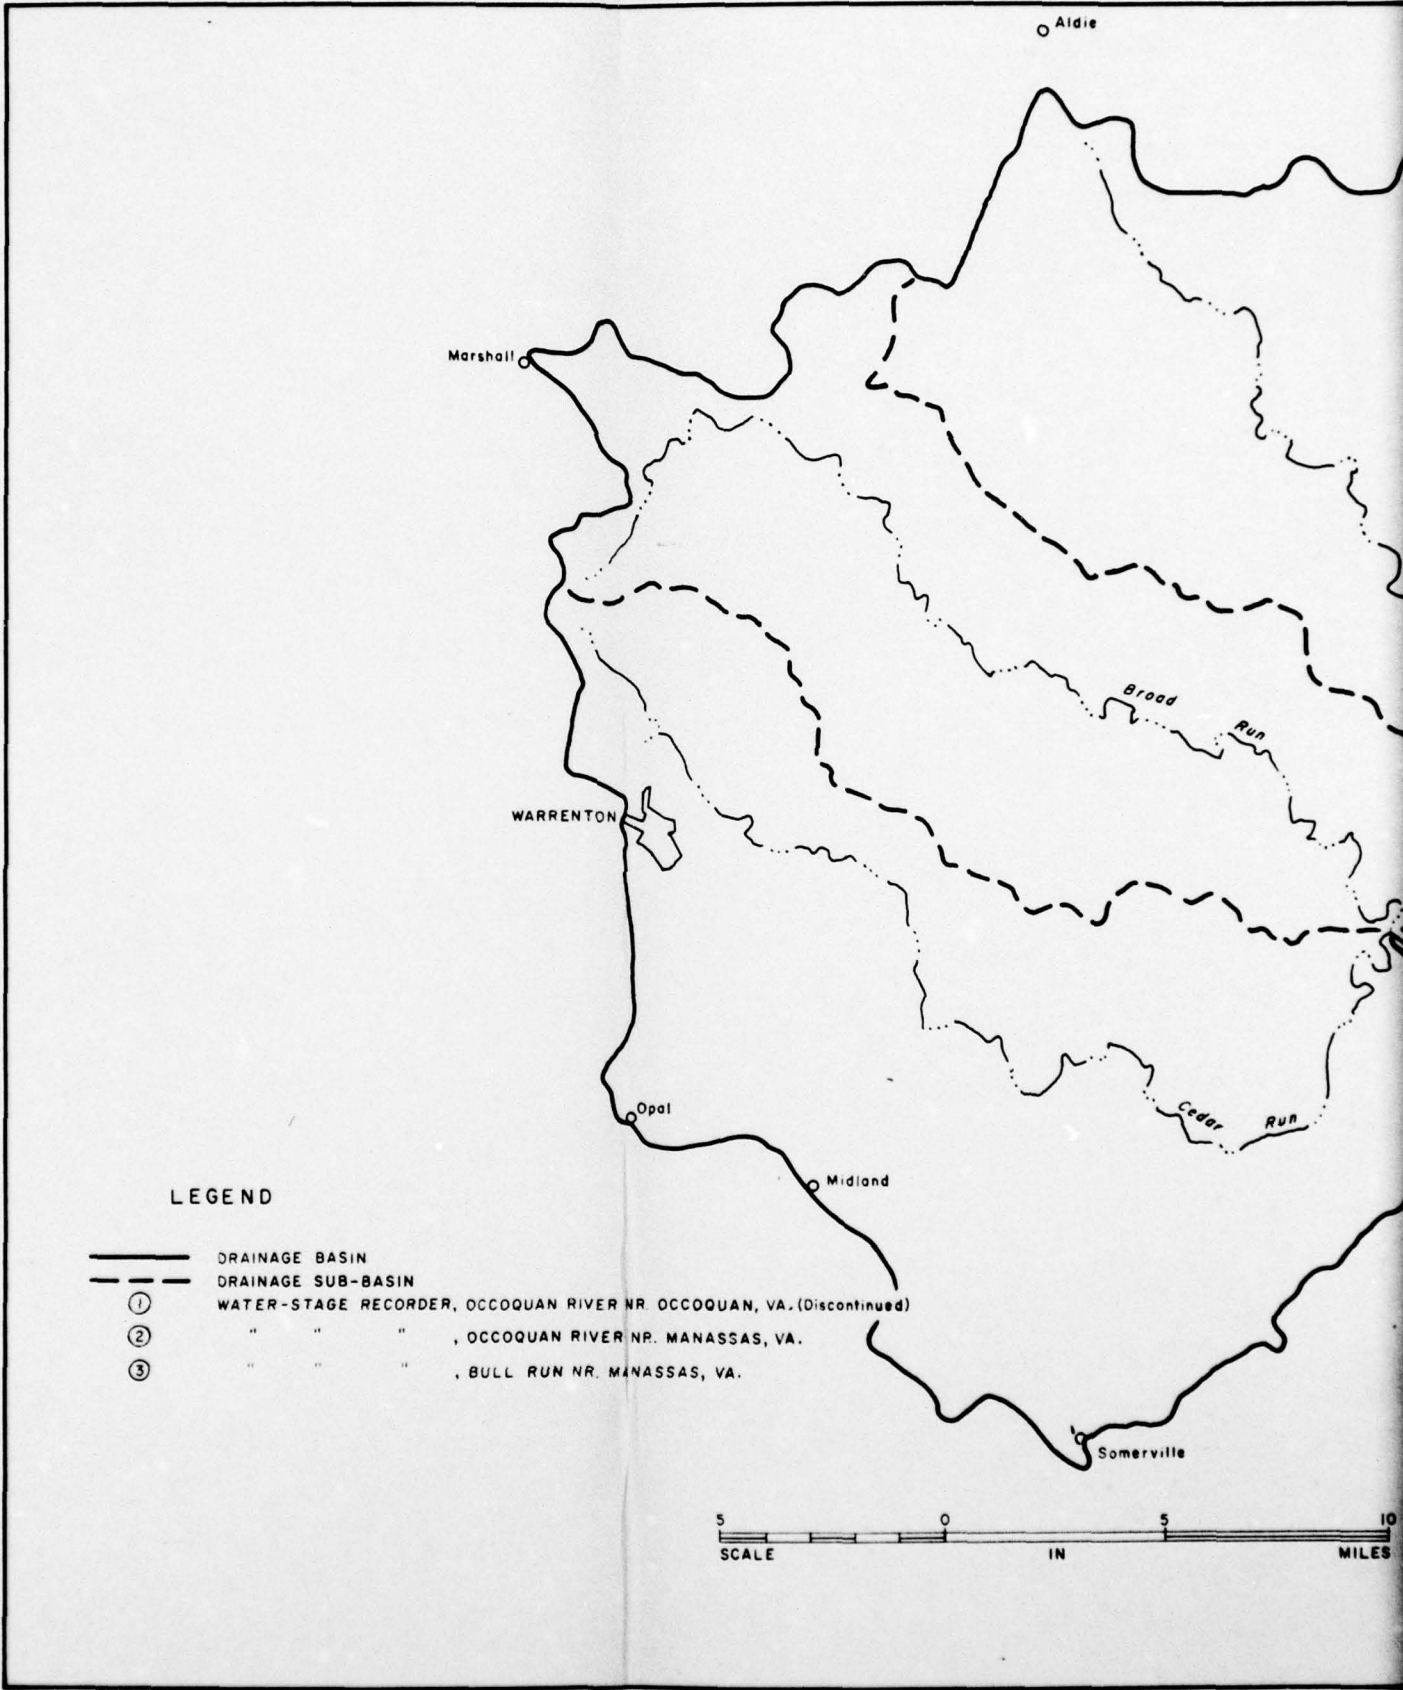 Aldie
Marshall
Broad
Run
WARRENTON
Cedar
Run
Opal
Midland
LEGEND
DRAINAGE BASIN
DRAINAGE SUB-BASIN
1 WATER-STAGE RECORDER, OCCOQUAN RIVER NR. OCCOQUAN, VA. (Discontinued)
2 " " " , OCCOQUAN RIVER NR. MANASSAS, VA.
3 " " " , BULL RUN NR. MANASSAS, VA.
Somerville
5 0 5 10
SCALE IN MILES